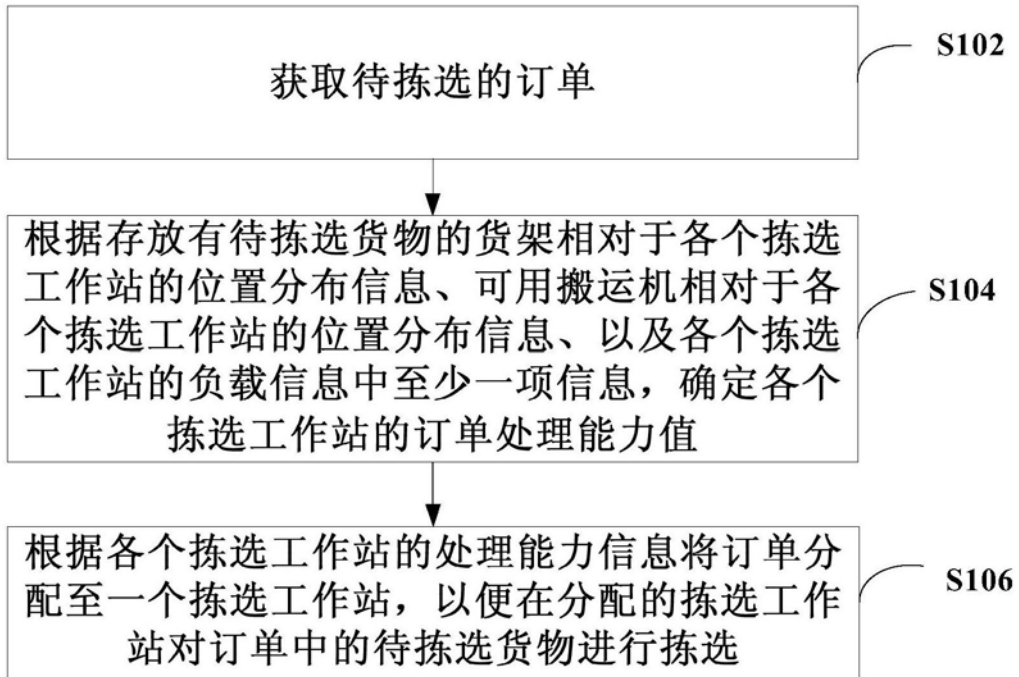 获取待拣选的订单
S102
根据存放有待拣选货物的货架相对于各个拣选
工作站的位置分布信息、可用搬运机相对于各
个拣选工作站的位置分布信息、以及各个拣选
工作站的负载信息中至少一项信息，确定各个
拣选工作站的订单处理能力值
S104
根据各个拣选工作站的处理能力信息将订单分
配至一个拣选工作站，以便在分配的拣选工作
站对订单中的待拣选货物进行拣选
S106